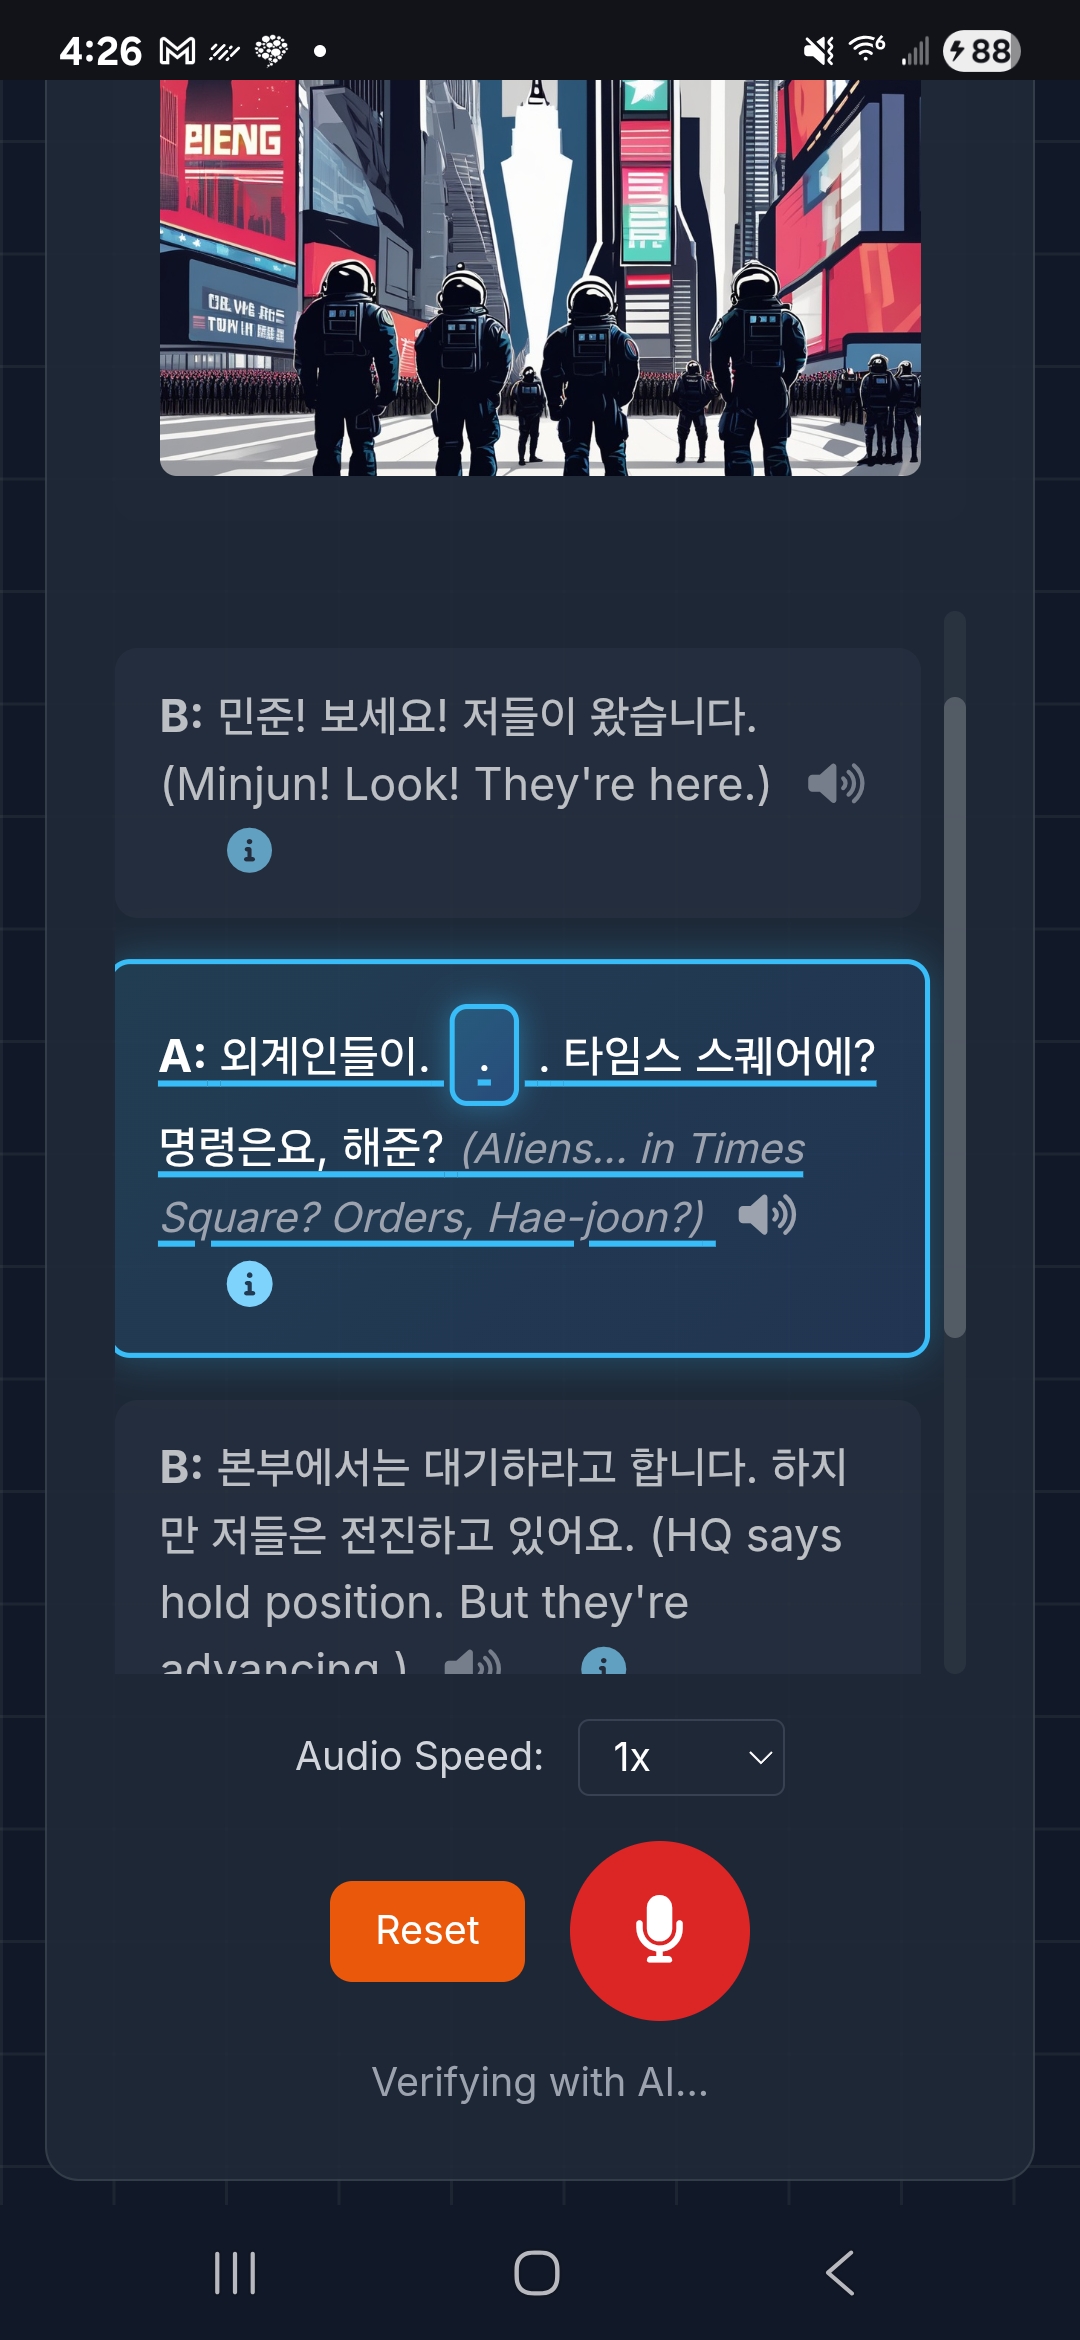 4:26
88
BIENG
B: 민준! 보세요! 저들이 왔습니다.
(Minjun! Look! They're here.)
A: 외계인들이. . . 타임스 스퀘어에?
명령은요, 해준? (Aliens... in Times
Square? Orders, Hae-joon?)
B: 본부에서는 대기하라고 합니다. 하지
만 저들은 전진하고 있어요. (HQ says
hold position. But they're
advancing.)
Audio Speed: 1x
Reset
Verifying with AI...